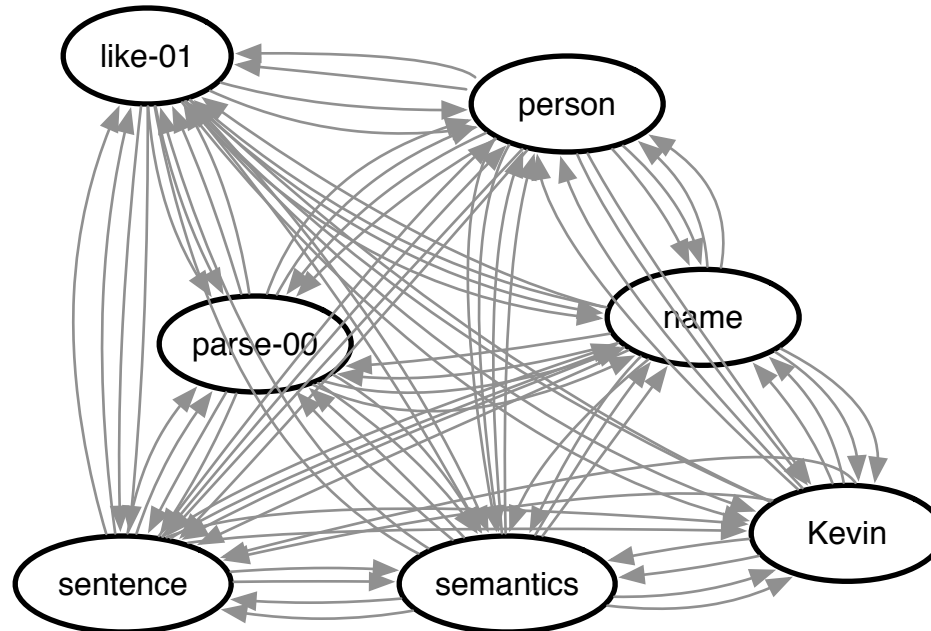 like-01
person
name
parse-00
Kevin
sentence
semantics